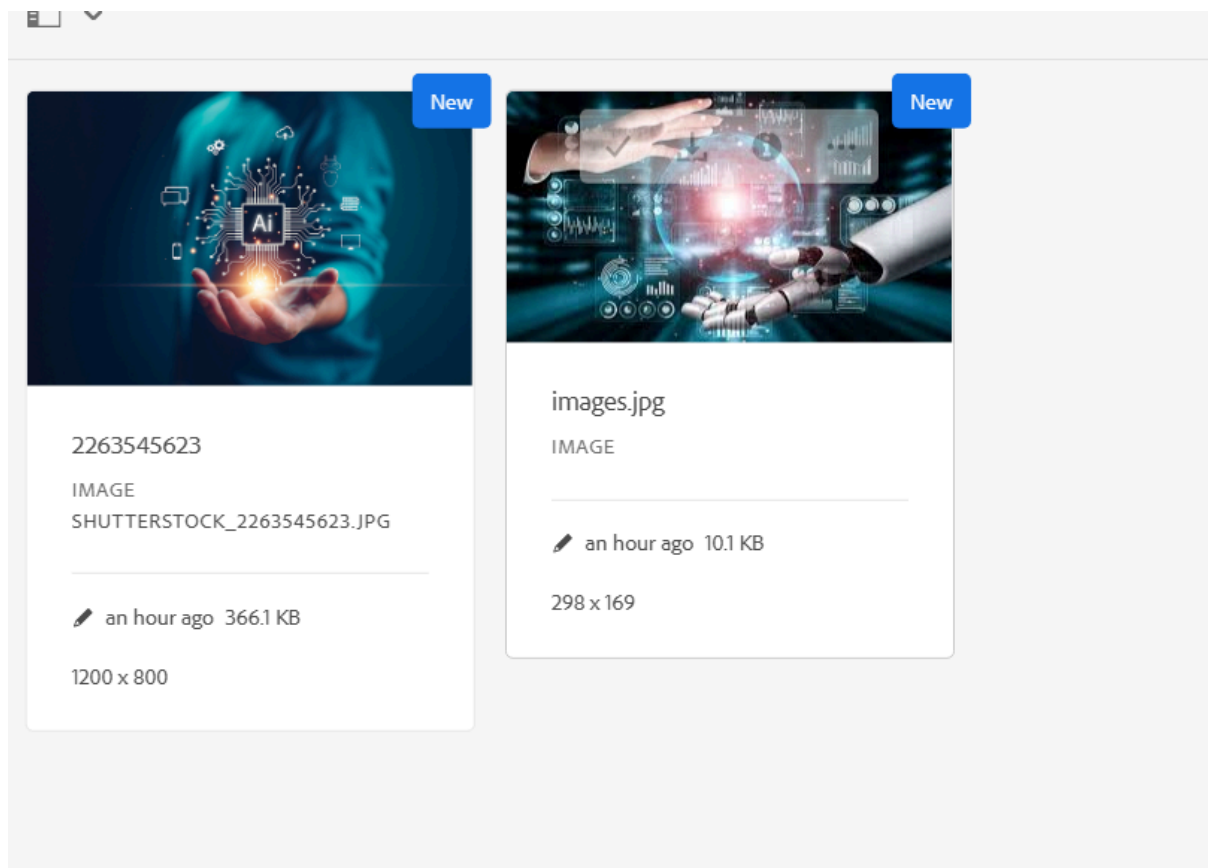 New
New
Ai
2263545623
IMAGE
SHUTTERSTOCK_2263545623.JPG
an hour ago 366.1 KB
1200 x 800
images.jpg
IMAGE
an hour ago 10.1 KB
298 x 169